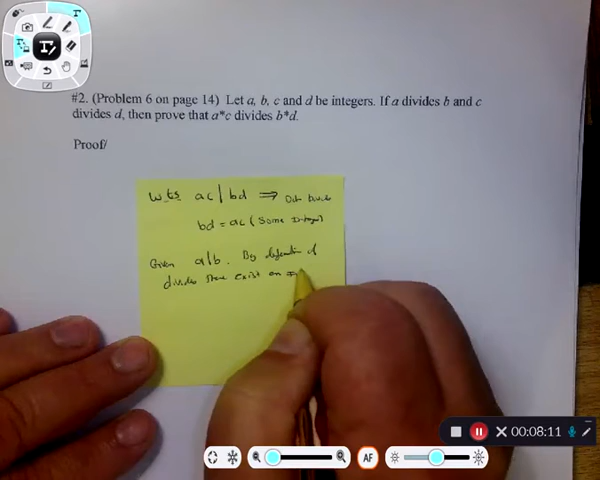 #2. (Problem 6 on page 14) Let a, b, c and d be integers. If a divides b and c
divides d, then prove that a*c divides b*d.
Proof/
WTS ac | bd ⇒
bd = ac (Some Integer)
Given a|b. By definition of
divides there exist an
AF
00:08:11